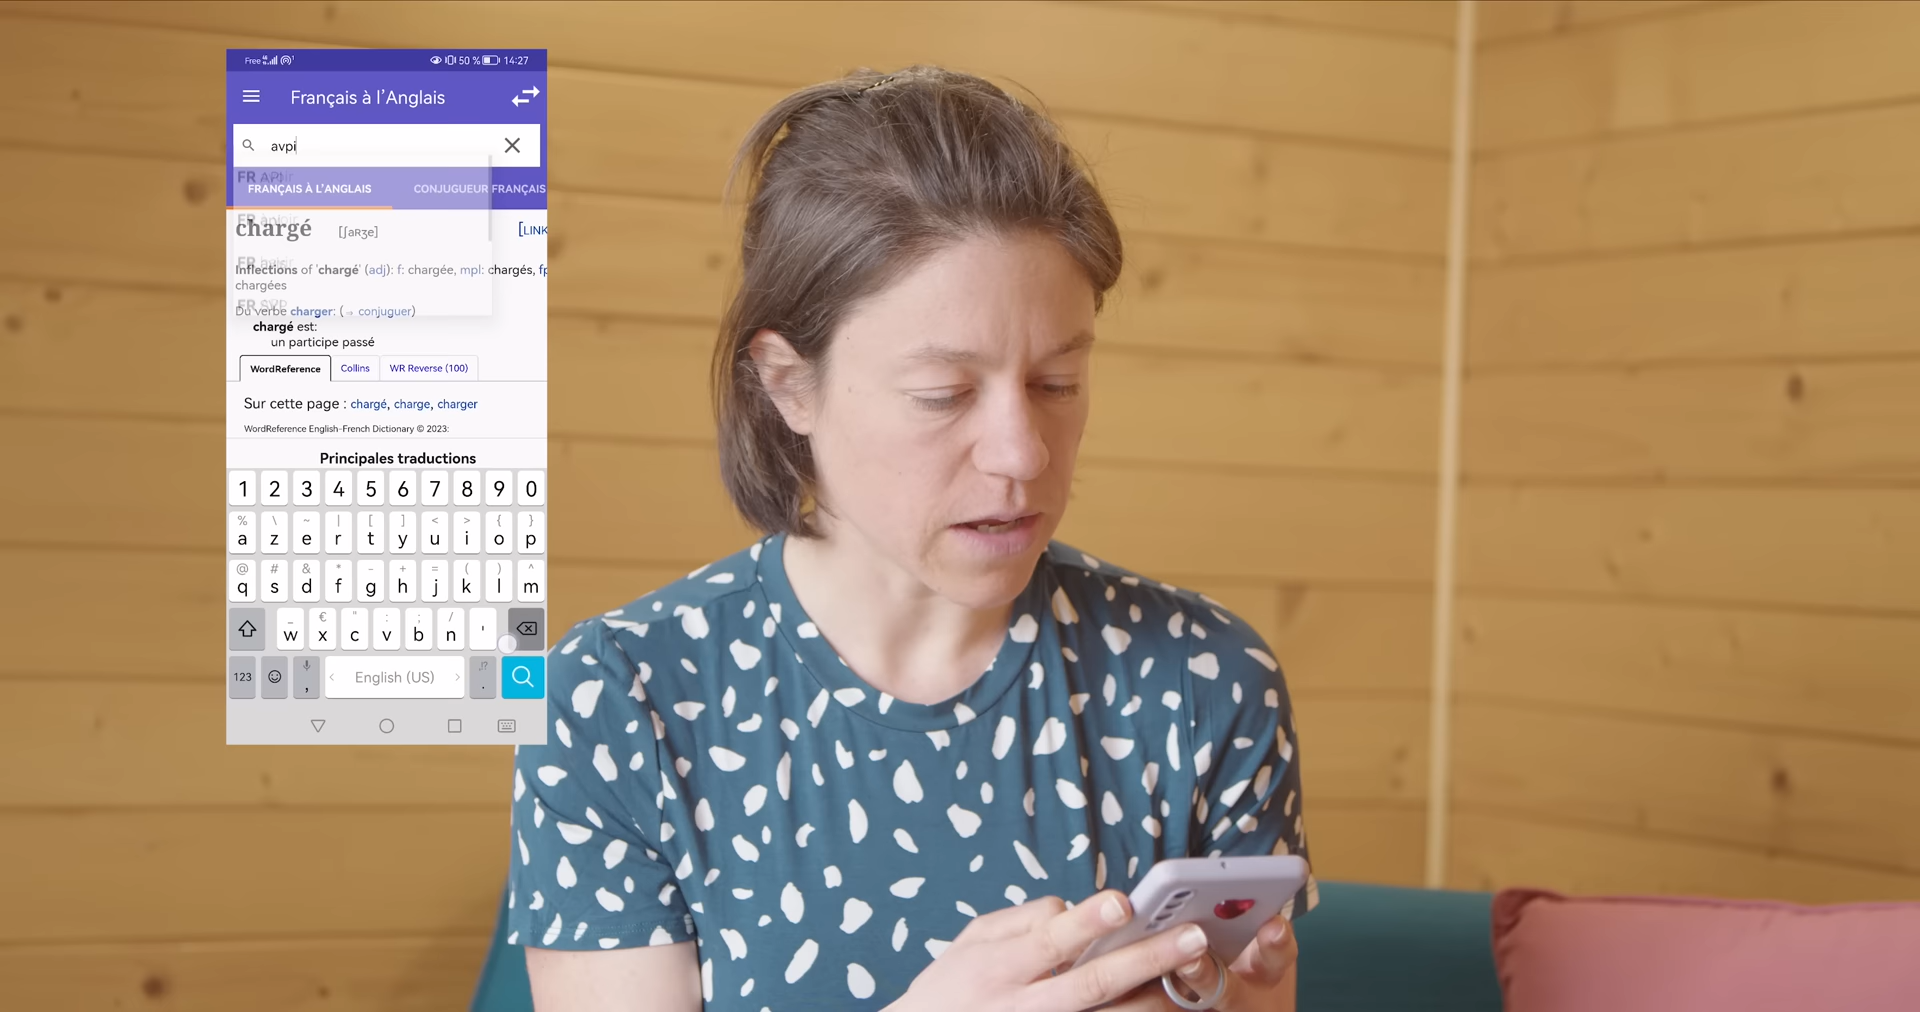 Free 50 % 14:27
Français à l'Anglais
avpi
FRANÇAIS À L'ANGLAIS CONJUGUEUR FRANÇAIS
chargé [ʃaʀʒe] [LINK
Inflections of 'chargé' (adj): f: chargée, mpl: chargés, fp
chargées
Du verbe charger: (→ conjuguer)
chargé est:
un participe passé
WordReference Collins WR Reverse (100)
Sur cette page : chargé, charge, charger
WordReference English-French Dictionary © 2023:
Principales traductions
1 2 3 4 5 6 7 8 9 0
% \ ~ | [ ] < > { }
a z e r t y u i o p
@ # & * - + = ( ) ^
q s d f g h j k l m
_ € " : ; /
w x c v b n '
123 , English (US) .